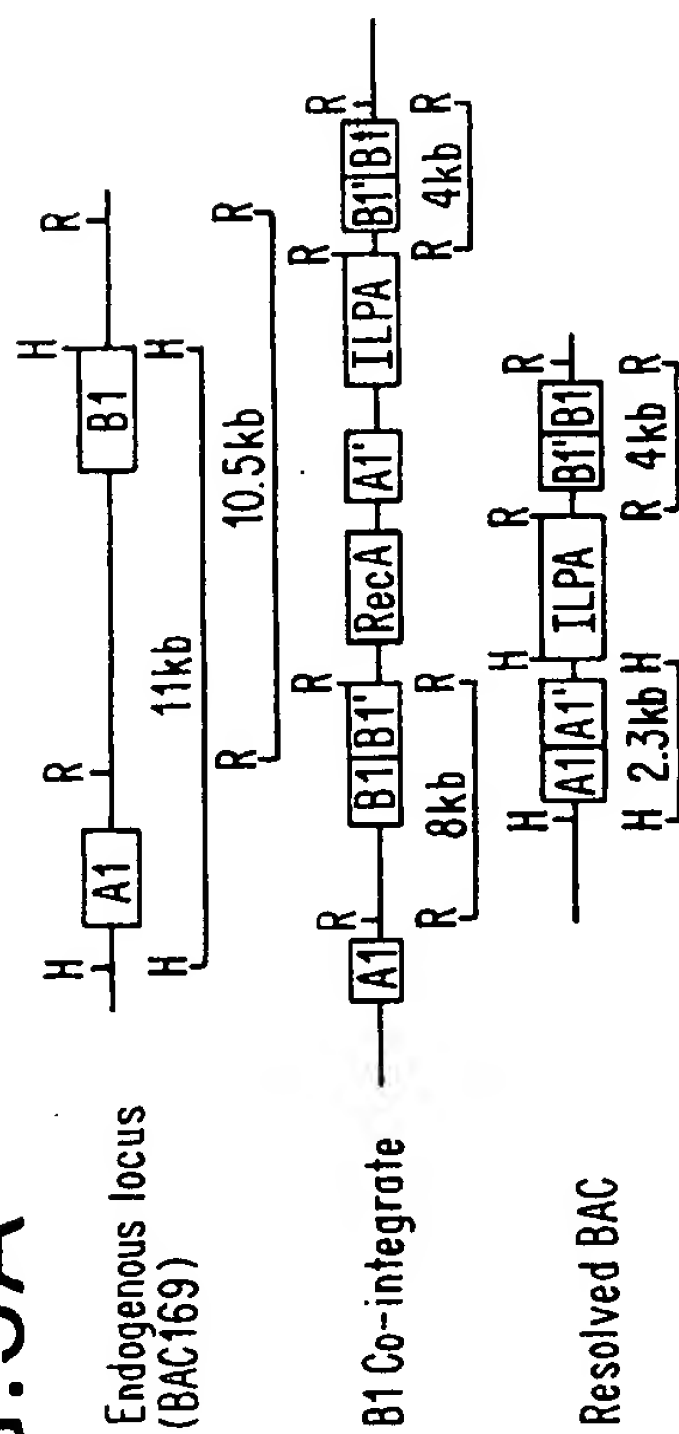 H R H R
A1 B1
Endogenous locus
(BAC169)
H H
11kb
R R
10.5kb
R R R R
B1 Co-integrate A1 B1 B1' RecA A1' ILPA B1' B1
R R R R
8kb 4kb
H H R R
Resolved BAC A1 A1' ILPA B1' B1
H 2.3kb H R 4kb R